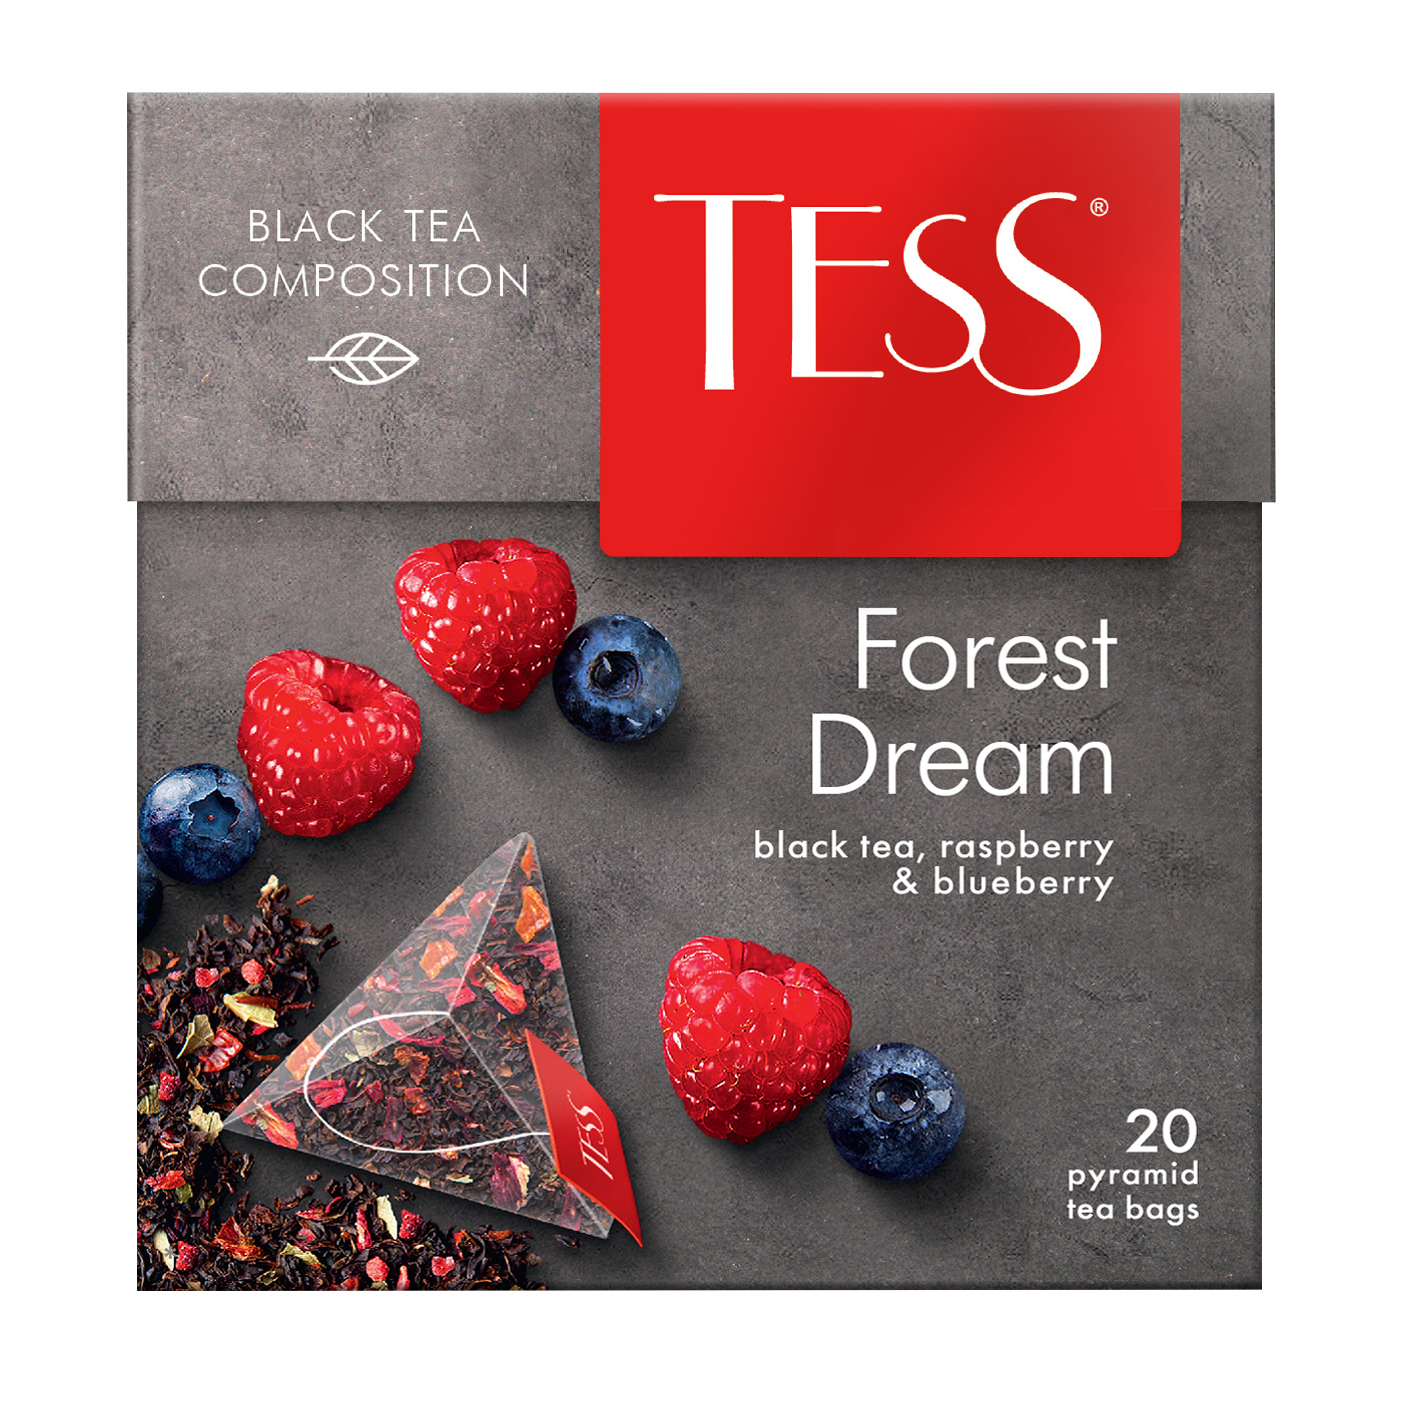 BLACK TEA
COMPOSITION
TESS®
Forest
Dream
black tea, raspberry
& blueberry
TESS
20
pyramid
tea bags